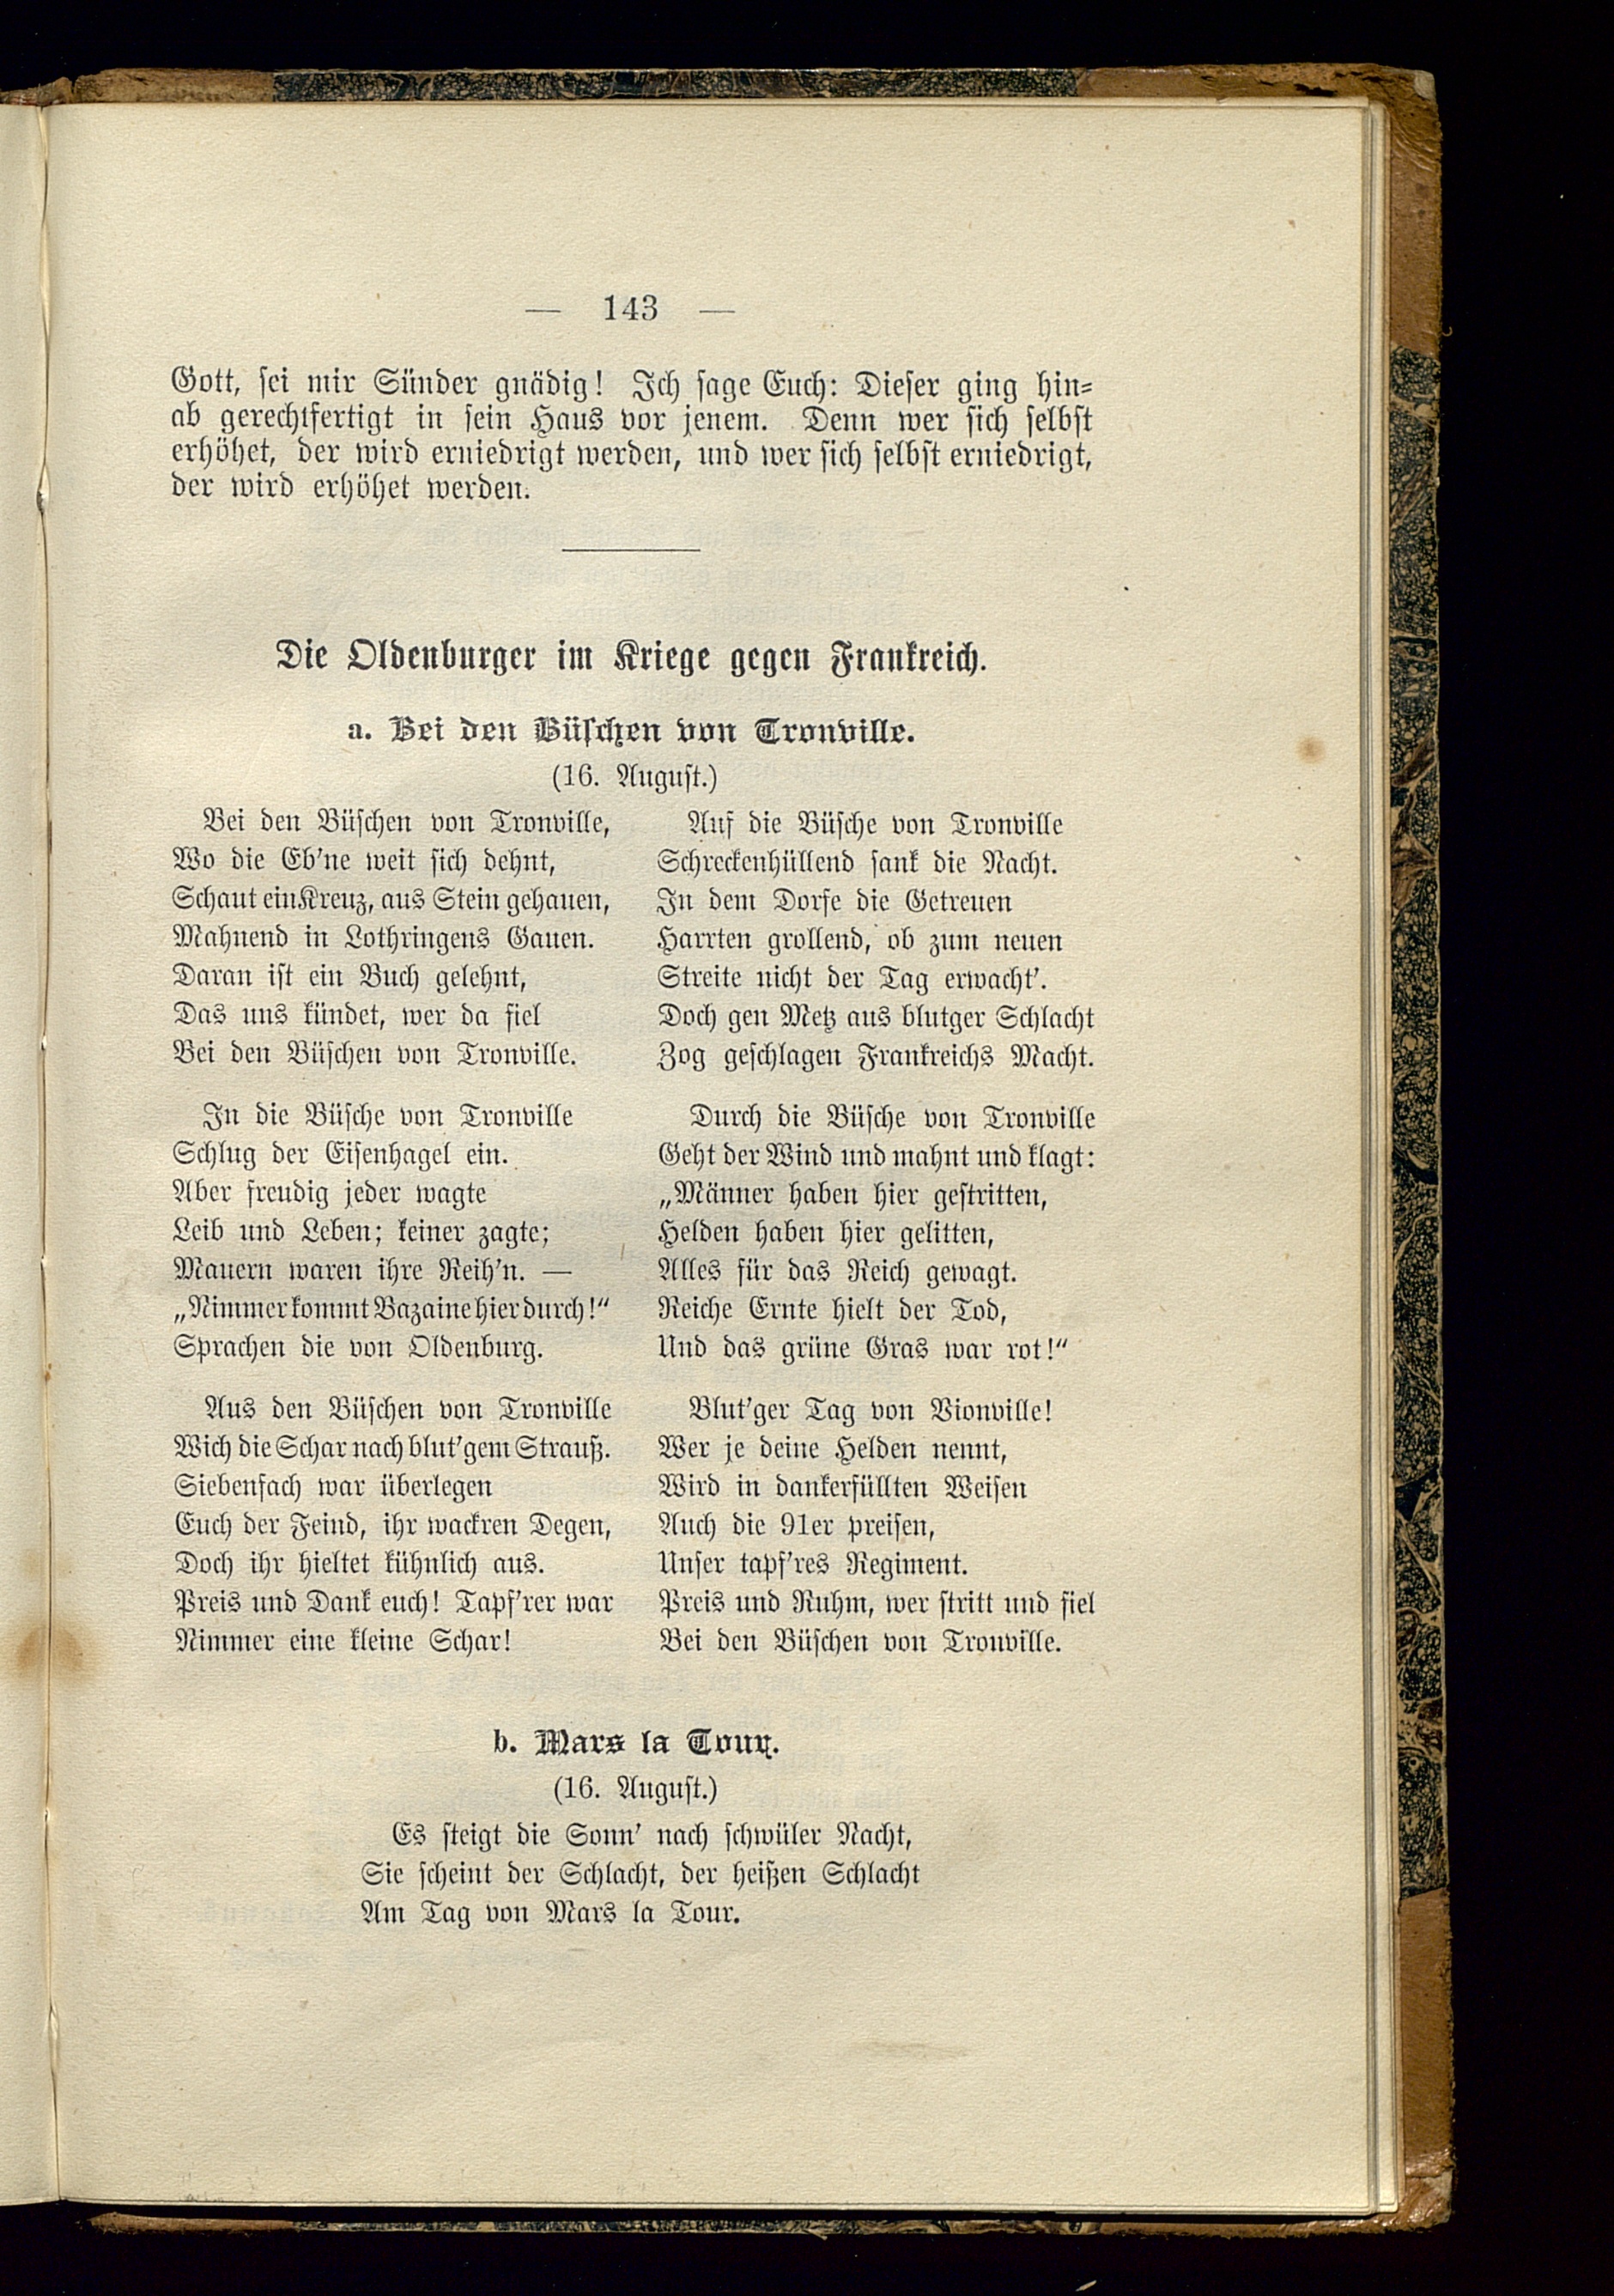 — 143 —
Gott, sei mir Sünder gnädig! Ich sage Euch: Dieser ging hin-
ab gerechtfertigt in sein Haus vor jenem. Denn wer sich selbst
erhöhet, der wird erniedrigt werden, und wer sich selbst erniedrigt,
der wird erhöhet werden.
Die Oldenburger im Kriege gegen Frankreich.
a. Bei den Büschen von Tronville.
(16. August.)
Bei den Büschen von Tronville,
Wo die Eb'ne weit sich dehnt,
Schaut ein Kreuz, aus Stein gehauen,
Mahnend in Lothringens Gauen.
Daran ist ein Buch gelehnt,
Das uns kündet, wer da fiel
Bei den Büschen von Tronville.
In die Büsche von Tronville
Schlug der Eisenhagel ein.
Aber freudig jeder wagte
Leib und Leben; keiner zagte;
Mauern waren ihre Reih'n. —
„Nimmer kommt Bazaine hier durch!“
Sprachen die von Oldenburg.
Aus den Büschen von Tronville
Wich die Schar nach blut'gem Strauß.
Siebenfach war überlegen
Euch der Feind, ihr wackren Degen,
Doch ihr hieltet kühnlich aus.
Preis und Dank euch! Tapf'rer war
Nimmer eine kleine Schar!
Auf die Büsche von Tronville
Schreckenhüllend sank die Nacht.
In dem Dorfe die Getreuen
Harrten grollend, ob zum neuen
Streite nicht der Tag erwacht'.
Doch gen Metz aus blutger Schlacht
Zog geschlagen Frankreichs Macht.
Durch die Büsche von Tronville
Geht der Wind und mahnt und klagt:
„Männer haben hier gestritten,
Helden haben hier gelitten,
Alles für das Reich gewagt.
Reiche Ernte hielt der Tod,
Und das grüne Gras war rot!“
Blut'ger Tag von Vionville!
Wer je deine Helden nennt,
Wird in dankerfüllten Weisen
Auch die 91er preisen,
Unser tapf'res Regiment.
Preis und Ruhm, wer stritt und fiel
Bei den Büschen von Tronville.
b. Mars la Tour.
(16. August.)
Es steigt die Sonn' nach schwüler Nacht,
Sie scheint der Schlacht, der heißen Schlacht
Am Tag von Mars la Tour.